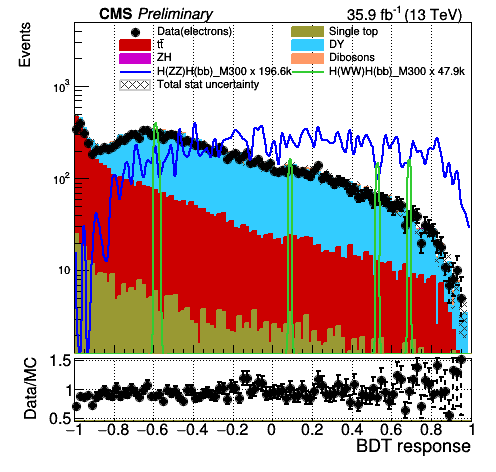 CMS Preliminary 35.9 fb⁻¹ (13 TeV)
Data(electrons) Single top
tt̄ DY
ZH Dibosons
H(ZZ)H(bb)_M300 x 196.6k H(WW)H(bb)_M300 x 47.9k
Total stat uncertainty
Events
10³
10²
10
Data/MC
1.5
1
0.5
−1 −0.8 −0.6 −0.4 −0.2 0 0.2 0.4 0.6 0.8 1
BDT response